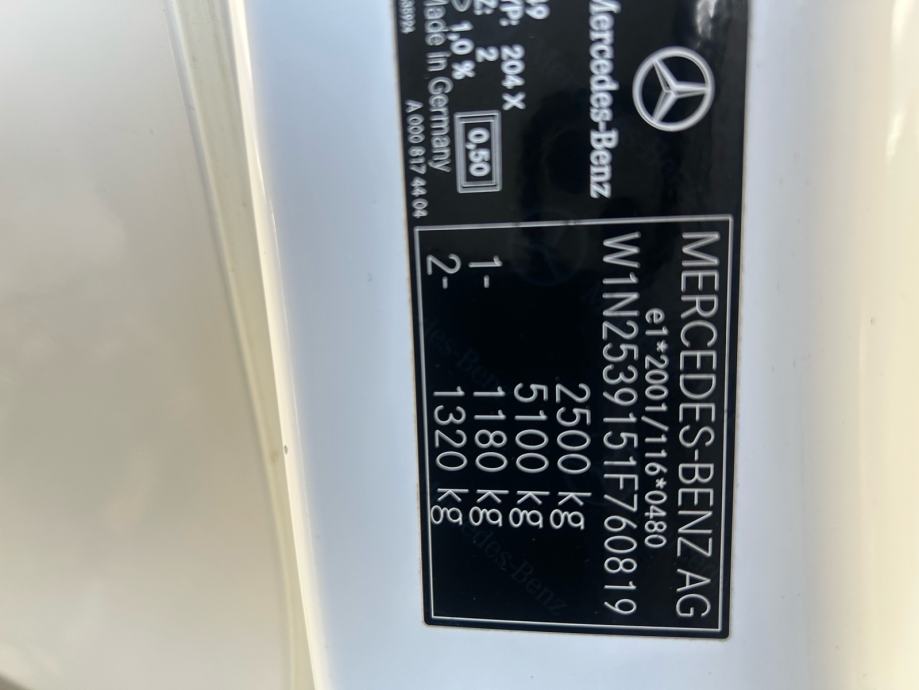 Mercedes-Benz
204 X
2
1,0 %
0,50
Made in Germany
A 000 817 44 04
MERCEDES-BENZ AG
e1*2001/116*0480
W1N2539151F760819
2500 kg
5100 kg
1- 1180 kg
2- 1320 kg